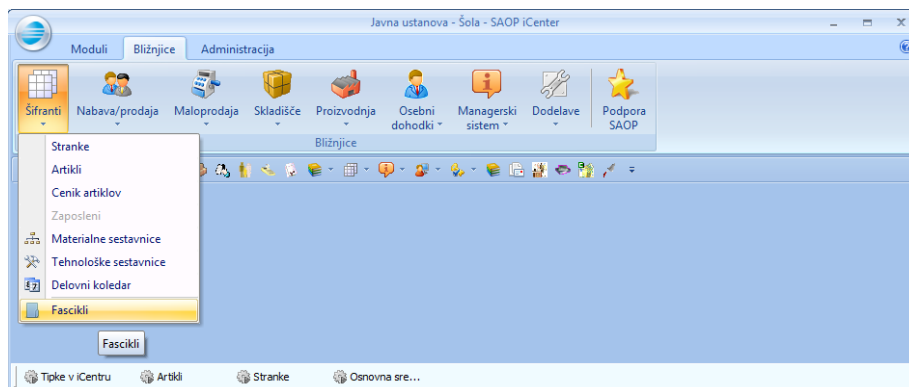 Javna ustanova - Šola - SAOP iCenter
Moduli Bližnjice Administracija
Šifranti Nabava/prodaja Maloprodaja Skladišče Proizvodnja Osebni dohodki Managerski sistem Dodelave Podpora SAOP
Bližnjice
Stranke
Artikli
Cenik artiklov
Zaposleni
Materialne sestavnice
Tehnološke sestavnice
Delovni koledar
Fascikli
Fascikli
Tipke v iCentru Artikli Stranke Osnovna sre...